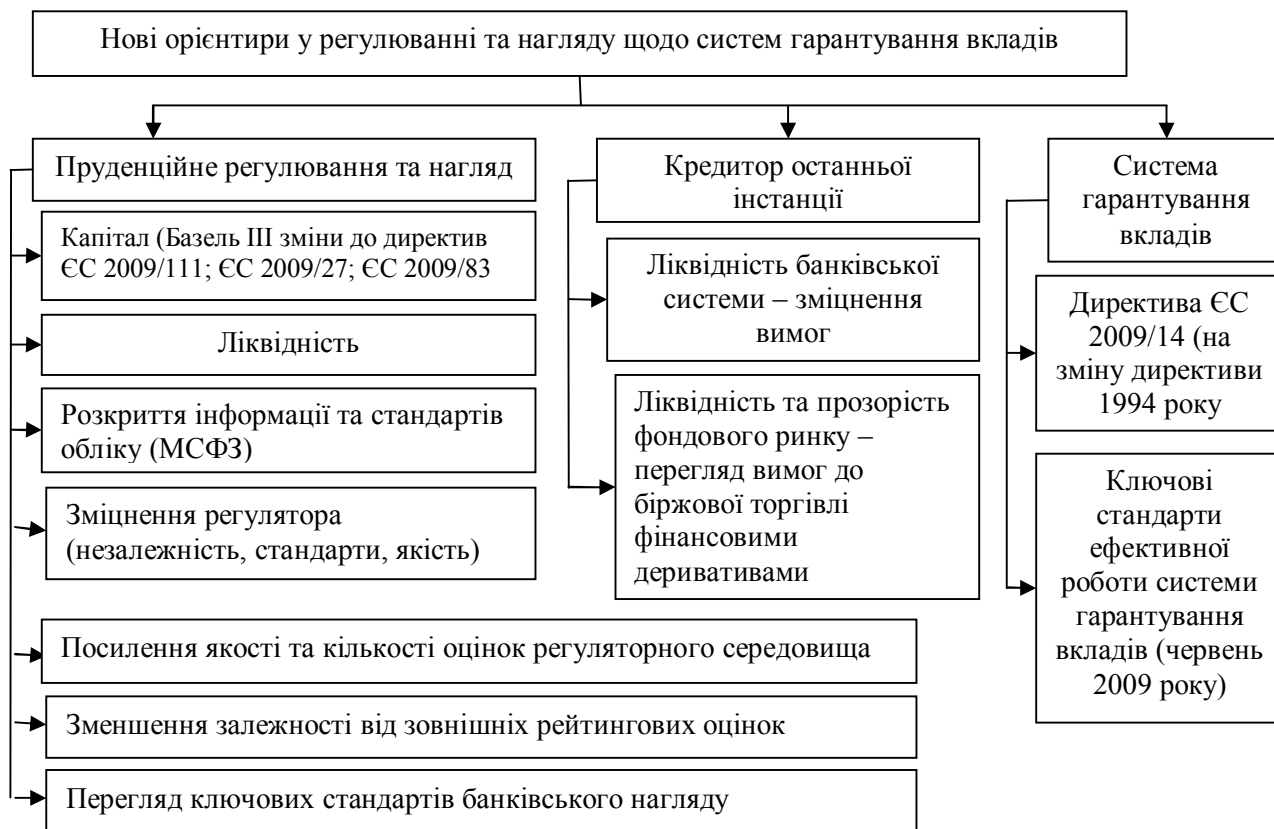 Нові орієнтири у регулюванні та нагляду щодо систем гарантування вкладів
Пруденційне регулювання та нагляд
Капітал (Базель III зміни до директив
ЄС 2009/111; ЄС 2009/27; ЄС 2009/83
Ліквідність
Розкриття інформації та стандартів
обліку (МСФЗ)
Зміцнення регулятора
(незалежність, стандарти, якість)
Посилення якості та кількості оцінок регуляторного середовища
Зменшення залежності від зовнішніх рейтингових оцінок
Перегляд ключових стандартів банківського нагляду
Кредитор останньої
інстанції
Ліквідність банківської
системи – зміцнення
вимог
Ліквідність та прозорість
фондового ринку –
перегляд вимог до
біржової торгівлі
фінансовими
деривативами
Система
гарантування
вкладів
Директива ЄС
2009/14 (на
зміну директиви
1994 року
Ключові
стандарти
ефективної
роботи системи
гарантування
вкладів (червень
2009 року)